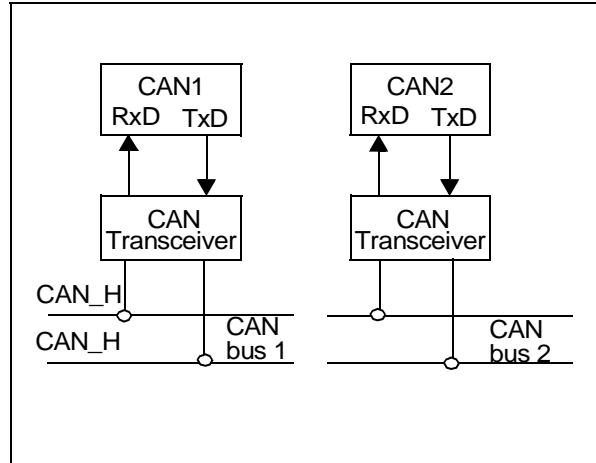 CAN1
RxD TxD
CAN
Transceiver
CAN_H
CAN_H
CAN
bus 1
CAN2
RxD TxD
CAN
Transceiver
CAN
bus 2